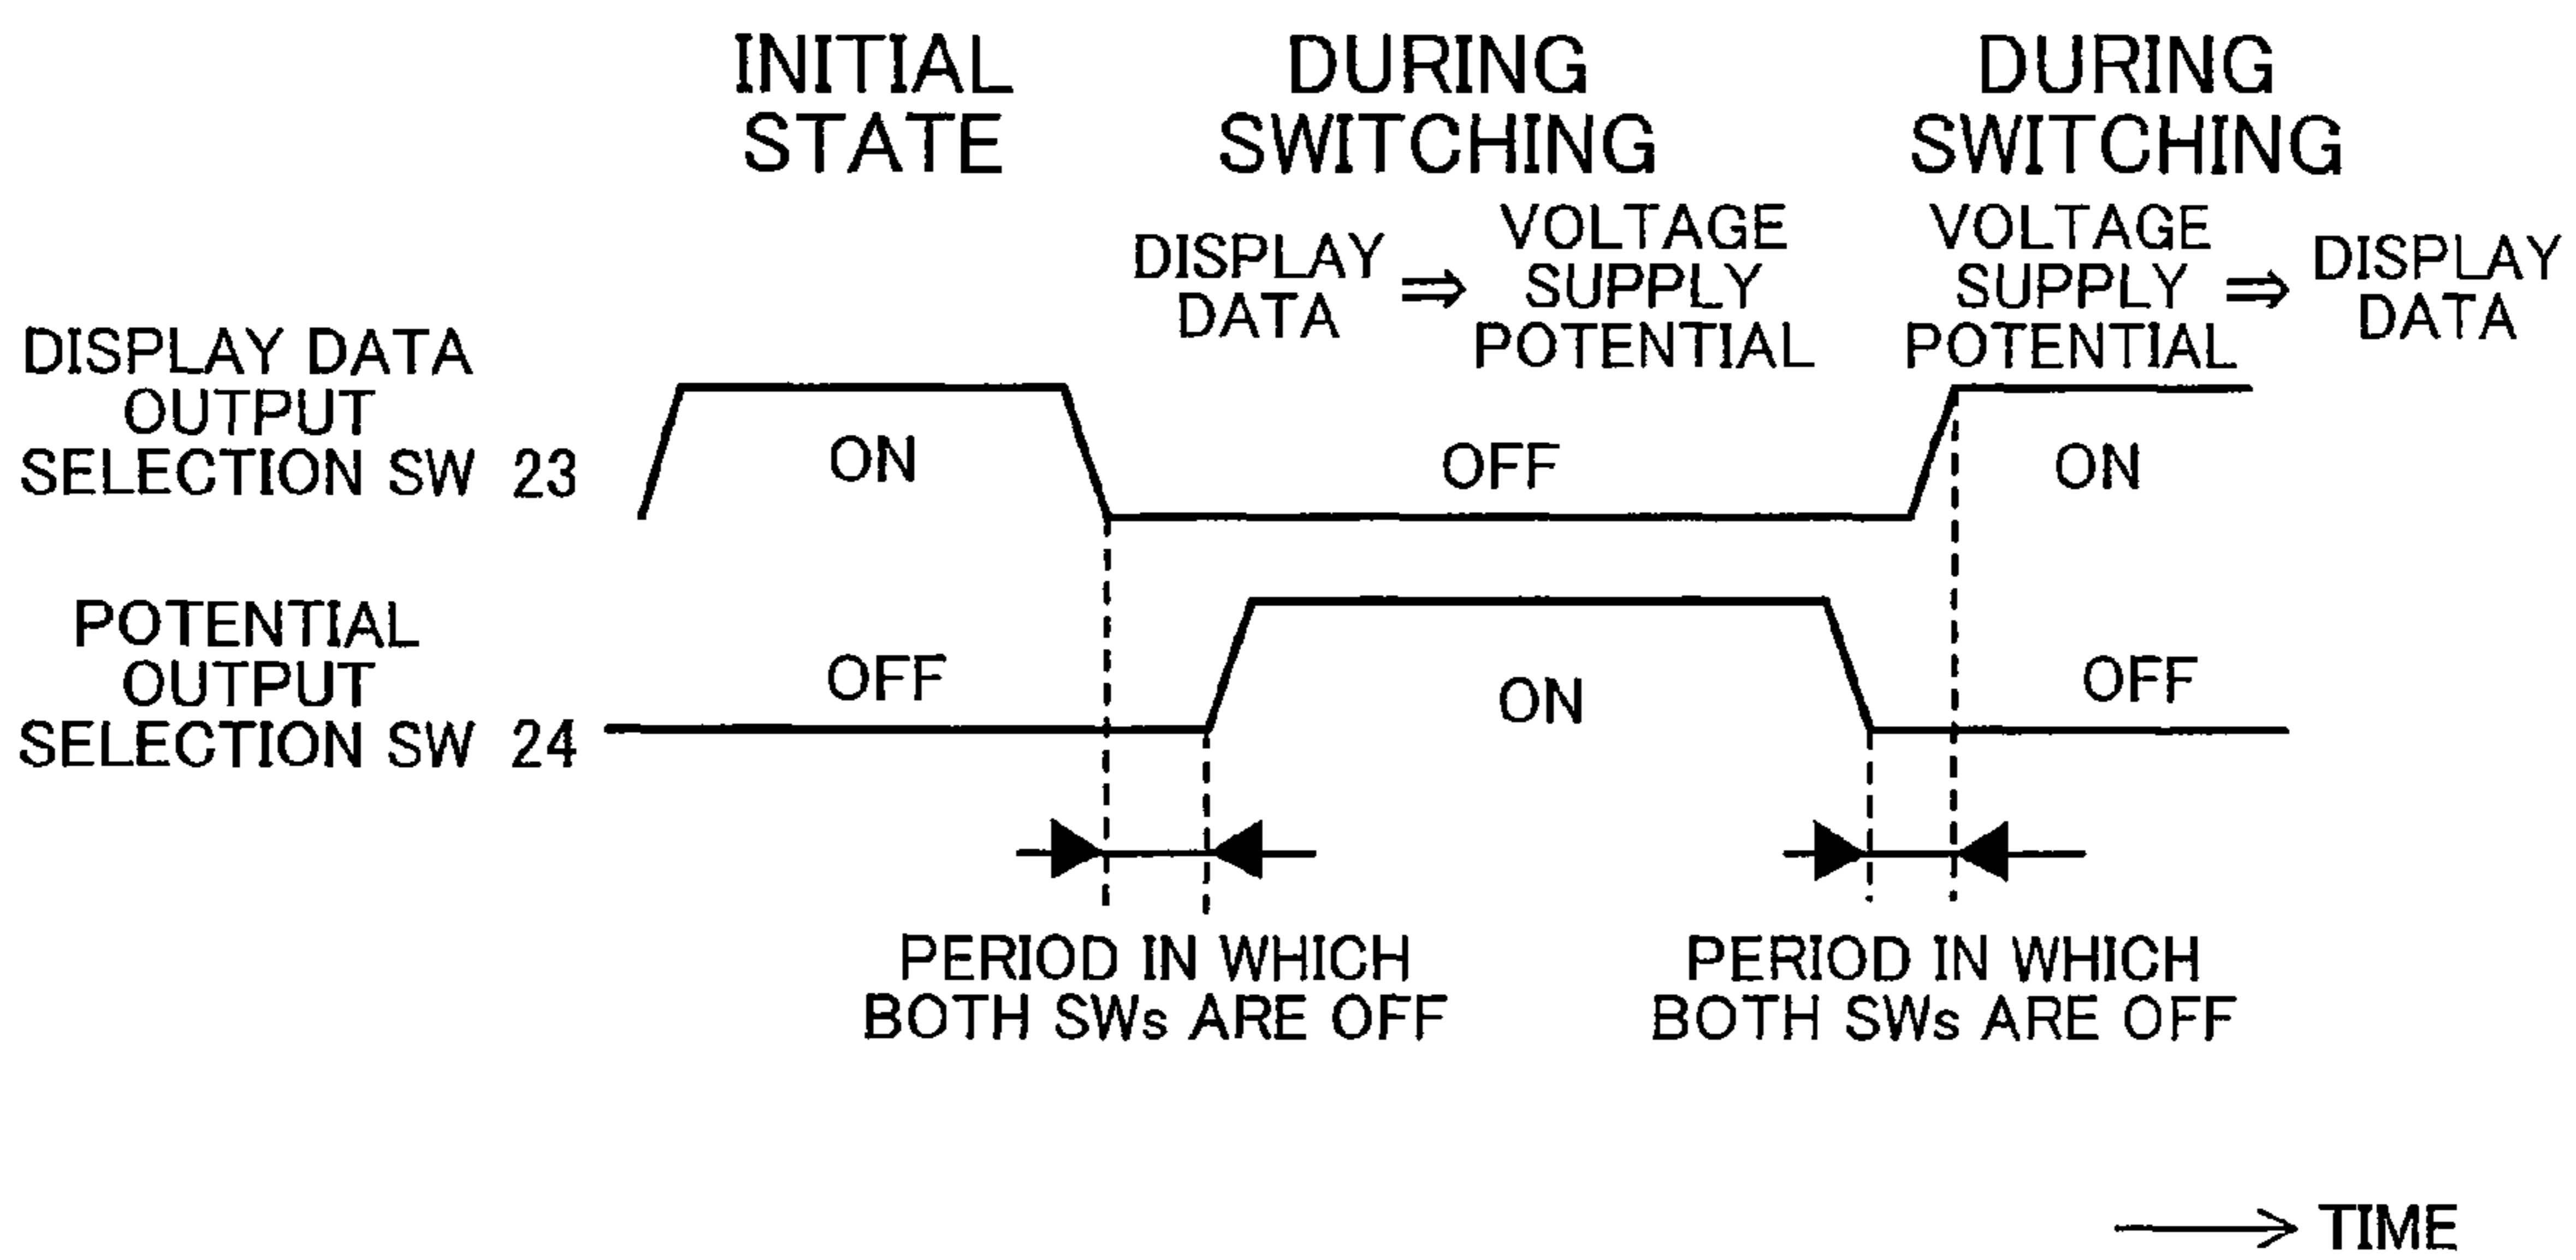 INITIAL
STATE
DURING
SWITCHING
DURING
SWITCHING
DISPLAY
DATA
⇒
VOLTAGE
SUPPLY
POTENTIAL
VOLTAGE
SUPPLY
POTENTIAL
⇒
DISPLAY
DATA
DISPLAY DATA
OUTPUT
SELECTION SW 23
ON
OFF
ON
POTENTIAL
OUTPUT
SELECTION SW 24
OFF
ON
OFF
PERIOD IN WHICH
BOTH SWs ARE OFF
PERIOD IN WHICH
BOTH SWs ARE OFF
TIME